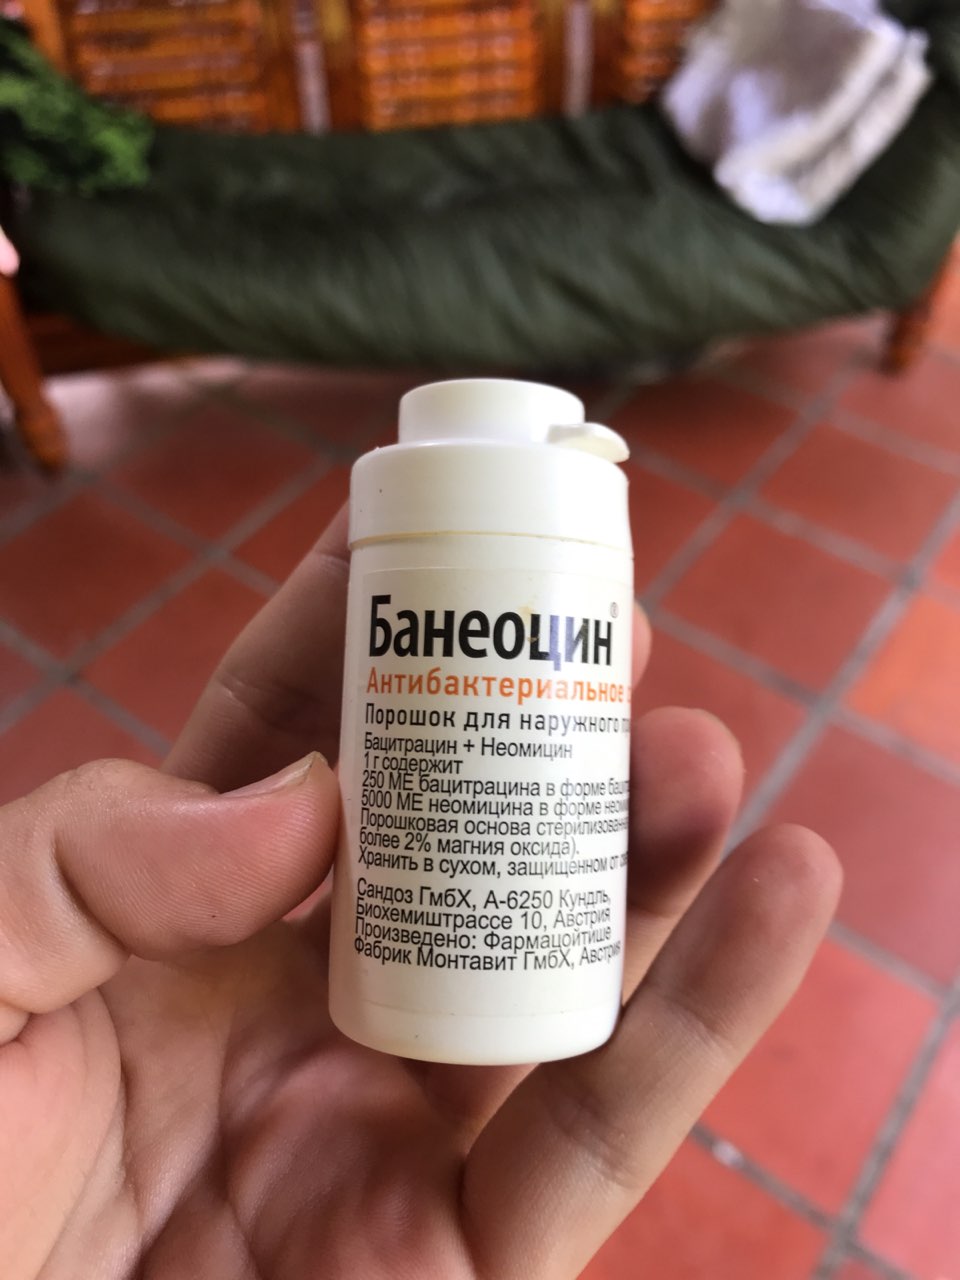 Банеоцин®
Антибактериальное
Порошок для наружного
Бацитрацин + Неомицин
1 г содержит
250 МЕ бацитрацина в форме
5000 МЕ неомицина в форме
Порошковая основа
более 2% магния оксида).
Хранить в сухом, защищенном от
Сандоз ГмбХ, А-6250 Кундль,
Биохемиштрассе 10, Австрия
Произведено: Фармацойтише
Фабрик Монтавит ГмбХ, Австрия